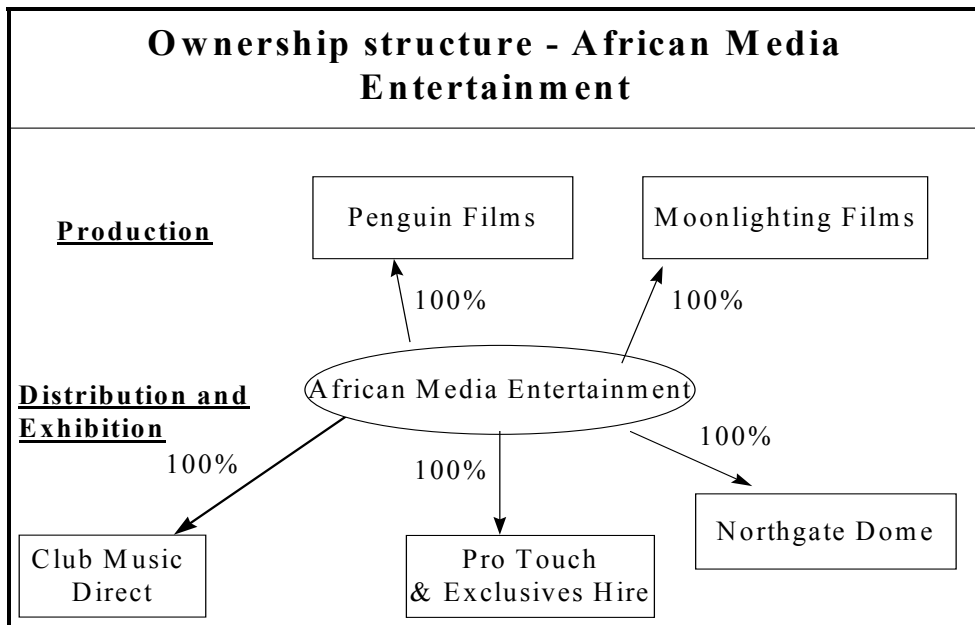 Ownership structure - African Media
Entertainment
Production
Penguin Films
Moonlighting Films
100%
100%
African Media Entertainment
Distribution and
Exhibition
100%
100%
100%
Club Music
Direct
Pro Touch
& Exclusives Hire
Northgate Dome